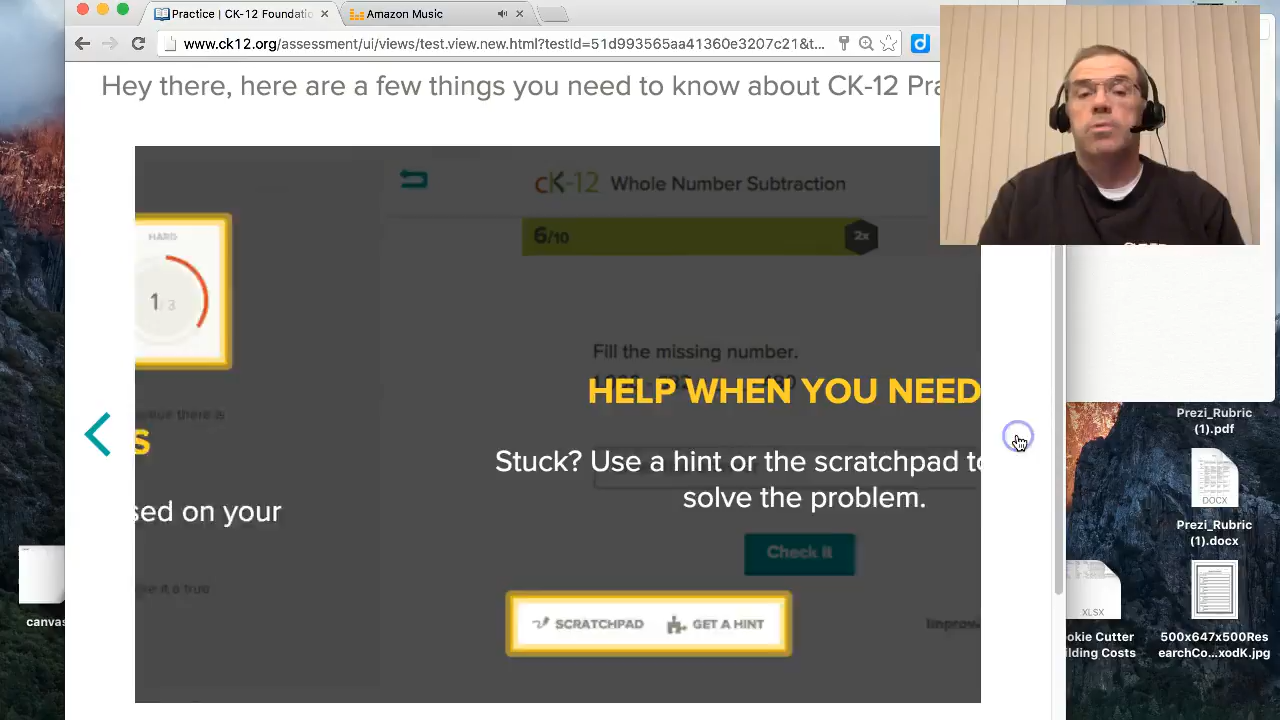 Practice | CK-12 Foundatio
Amazon Music
www.ck12.org/assessment/ui/views/test.view.new.html?testId=51d993565aa41360e3207c21&t...
Hey there, here are a few things you need to know about CK-12 Pra
HARD
1/3
S
sed on your
cK-12 Whole Number Subtraction
6/10
2x
Fill the missing number.
HELP WHEN YOU NEED
Stuck? Use a hint or the scratchpad to
solve the problem.
Check It
SCRATCHPAD
GET A HINT
Prezi_Rubric
(1).pdf
DOCX
Prezi_Rubric
(1).docx
XLSX
okie Cutter
ilding Costs
500x647x500Res
earchCo...xodK.jpg
canvas